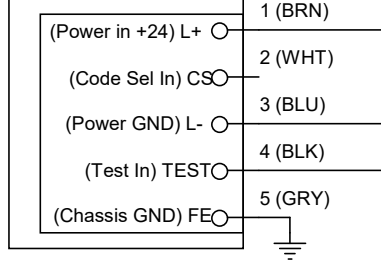 1 (BRN)
(Power in +24) L+
2 (WHT)
(Code Sel In) CS
3 (BLU)
(Power GND) L-
4 (BLK)
(Test In) TEST
5 (GRY)
(Chassis GND) FE